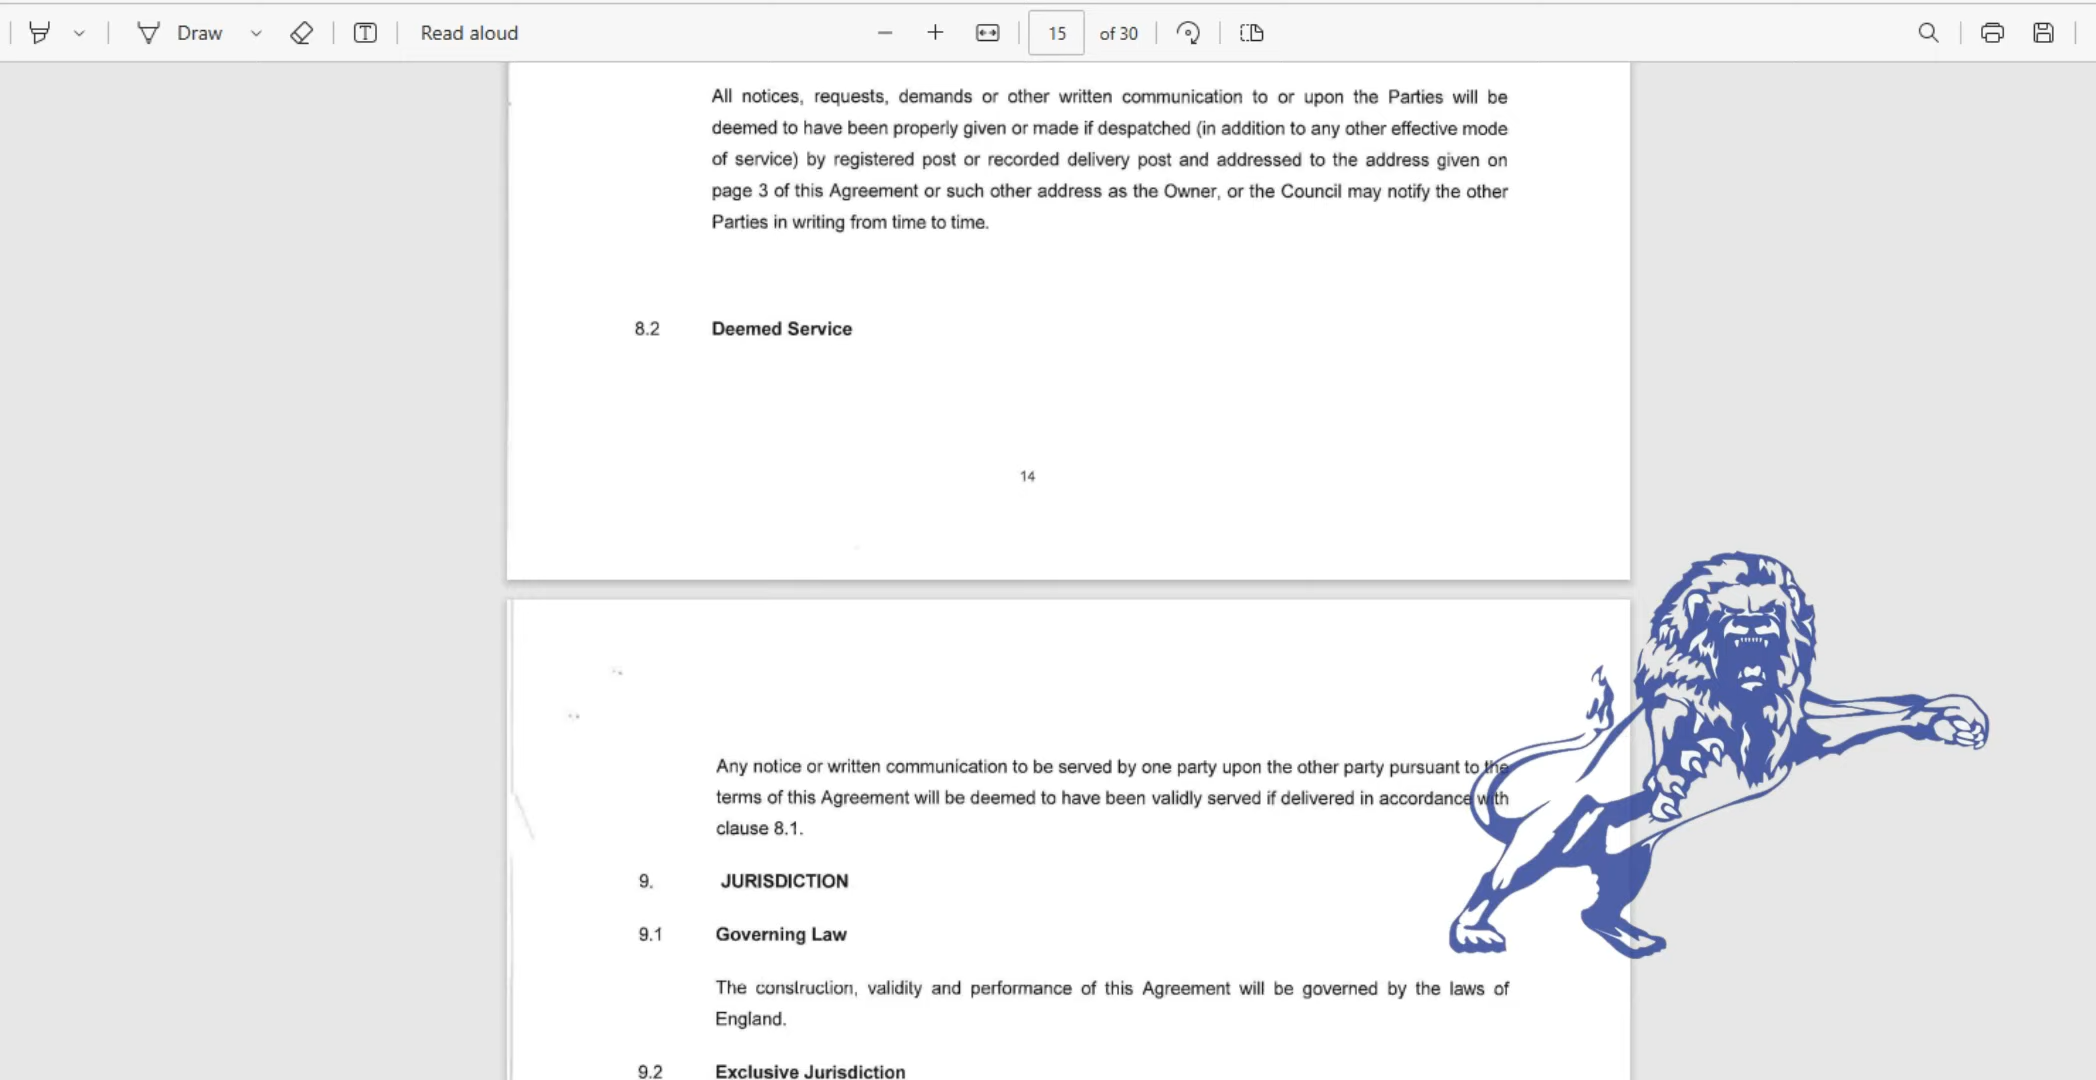 Draw
Read aloud
15 of 30
All notices, requests, demands or other written communication to or upon the Parties will be
deemed to have been properly given or made if despatched (in addition to any other effective mode
of service) by registered post or recorded delivery post and addressed to the address given on
page 3 of this Agreement or such other address as the Owner, or the Council may notify the other
Parties in writing from time to time.
8.2 Deemed Service
14
Any notice or written communication to be served by one party upon the other party pursuant to the
terms of this Agreement will be deemed to have been validly served if delivered in accordance with
clause 8.1.
9. JURISDICTION
9.1 Governing Law
The construction, validity and performance of this Agreement will be governed by the laws of
England.
9.2 Exclusive Jurisdiction